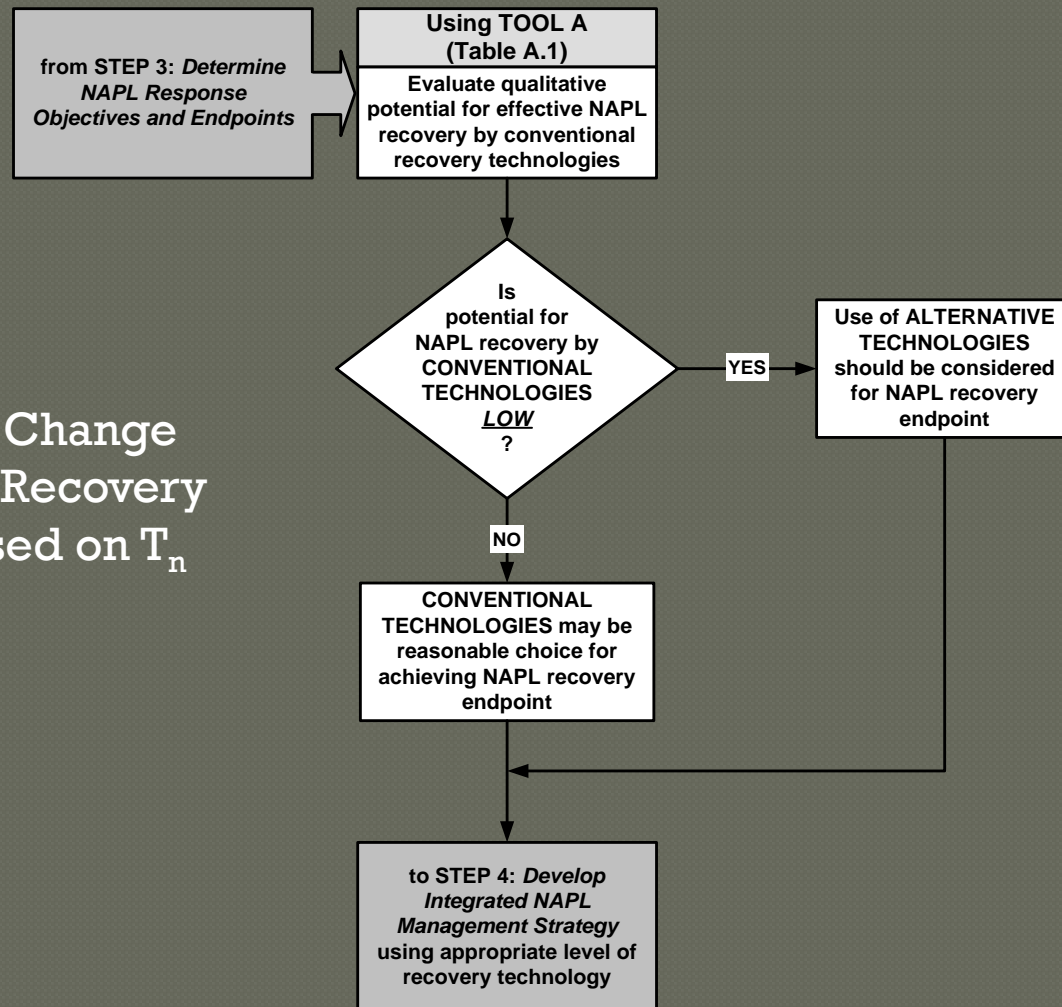 from STEP 3: Determine
NAPL Response
Objectives and Endpoints
Using TOOL A
(Table A.1)
Evaluate qualitative
potential for effective NAPL
recovery by conventional
recovery technologies
Is
potential for
NAPL recovery by
CONVENTIONAL
TECHNOLOGIES
LOW
?
YES
Use of ALTERNATIVE
TECHNOLOGIES
should be considered
for NAPL recovery
endpoint
Change
Recovery
sed on Tn
NO
CONVENTIONAL
TECHNOLOGIES may be
reasonable choice for
achieving NAPL recovery
endpoint
to STEP 4: Develop
Integrated NAPL
Management Strategy
using appropriate level of
recovery technology